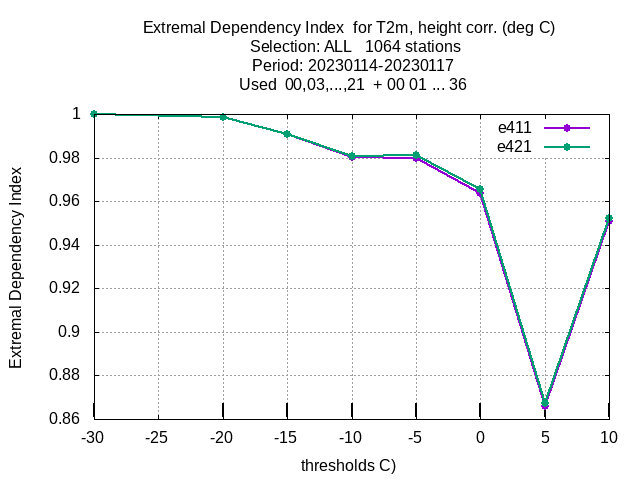 Extremal Dependency Index  for T2m, height corr. (deg C)
Selection: ALL   1064 stations
Period: 20230114-20230117
Used  00,03,...,21  + 00 01 ... 36
e411
e421
Extremal Dependency Index
1
0.98
0.96
0.94
0.92
0.9
0.88
0.86
-30 -25 -20 -15 -10 -5 0 5 10
thresholds C)